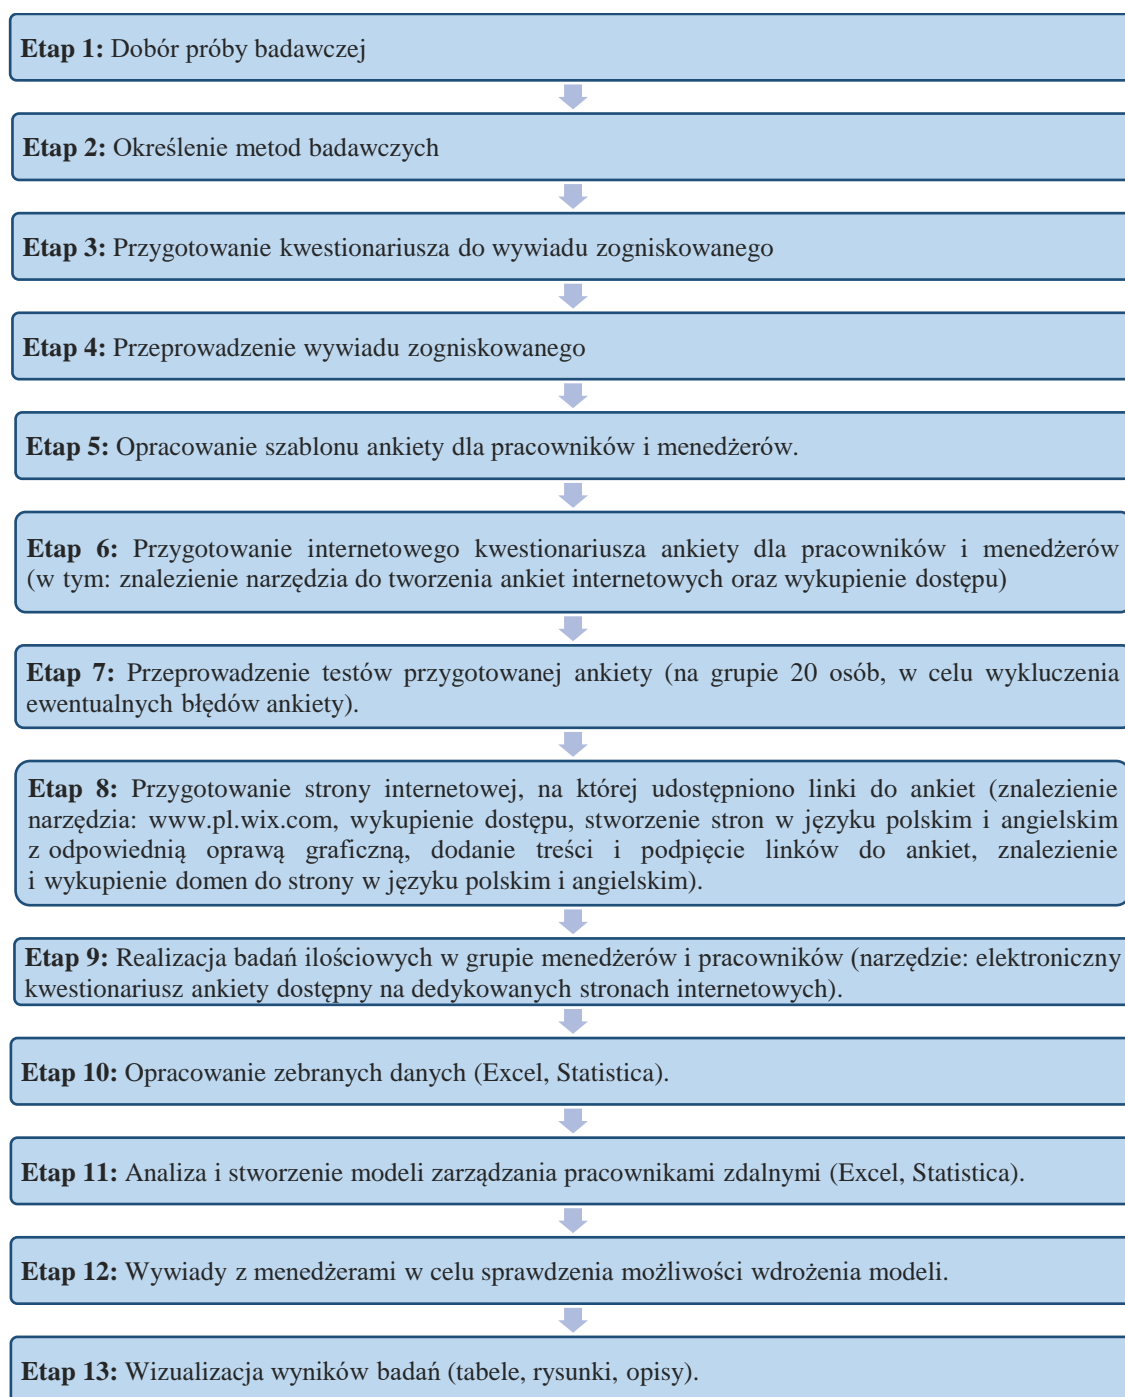 Etap 1: Dobór próby badawczej
Etap 2: Określenie metod badawczych
Etap 3: Przygotowanie kwestionariusza do wywiadu zogniskowanego
Etap 4: Przeprowadzenie wywiadu zogniskowanego
Etap 5: Opracowanie szablonu ankiety dla pracowników i menedżerów.
Etap 6: Przygotowanie internetowego kwestionariusza ankiety dla pracowników i menedżerów
(w tym: znalezienie narzędzia do tworzenia ankiet internetowych oraz wykupienie dostępu)
Etap 7: Przeprowadzenie testów przygotowanej ankiety (na grupie 20 osób, w celu wykluczenia
ewentualnych błędów ankiety).
Etap 8: Przygotowanie strony internetowej, na której udostępniono linki do ankiet (znalezienie
narzędzia: www.pl.wix.com, wykupienie dostępu, stworzenie stron w języku polskim i angielskim
z odpowiednią oprawą graficzną, dodanie treści i podpięcie linków do ankiet, znalezienie
i wykupienie domen do strony w języku polskim i angielskim).
Etap 9: Realizacja badań ilościowych w grupie menedżerów i pracowników (narzędzie: elektroniczny
kwestionariusz ankiety dostępny na dedykowanych stronach internetowych).
Etap 10: Opracowanie zebranych danych (Excel, Statistica).
Etap 11: Analiza i stworzenie modeli zarządzania pracownikami zdalnymi (Excel, Statistica).
Etap 12: Wywiady z menedżerami w celu sprawdzenia możliwości wdrożenia modeli.
Etap 13: Wizualizacja wyników badań (tabele, rysunki, opisy).